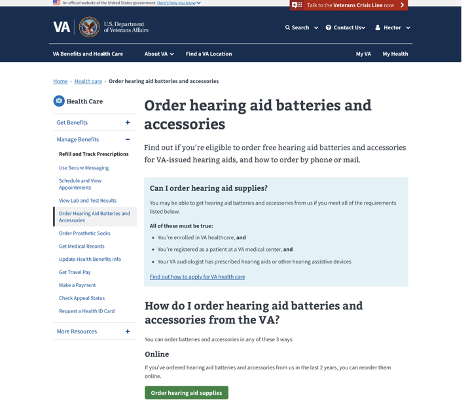 An official website of the United States government. Here's how you know
Talk to the Veterans Crisis Line now
VA
U.S. Department
of Veterans Affairs
Search
Contact Us
Hector
VA Benefits and Health Care
About VA
Find a VA Location
My VA
My Health
Home
Health care
Order hearing aid batteries and accessories
Health Care
Get Benefits
Manage Benefits
Refill and Track Prescriptions
Use Secure Messaging
Schedule and View
Appointments
View Lab and Test Results
Order Hearing Aid Batteries and
Accessories
Order Prosthetic Socks
Get Medical Records
Update Health Benefits Info
Get Travel Pay
Make a Payment
Check Appeal Status
Request a Health ID Card
More Resources
Order hearing aid batteries and
accessories
Find out if you're eligible to order free hearing aid batteries and accessories
for VA-issued hearing aids, and how to order by phone or mail.
Can I order hearing aid supplies?
You may be able to get hearing aid batteries and accessories from us if you meet all of the requirements
listed below.
All of these must be true:
• You're enrolled in VA health care, and
• You're registered as a patient at a VA medical center, and
• Your VA audiologist has prescribed hearing aids or other hearing assistive devices
Find out how to apply for VA health care
How do I order hearing aid batteries and
accessories from the VA?
You can order batteries and accessories in any of these 3 ways:
Online
If you've ordered hearing aid batteries and accessories from us in the last 2 years, you can reorder them
online.
Order hearing aid supplies